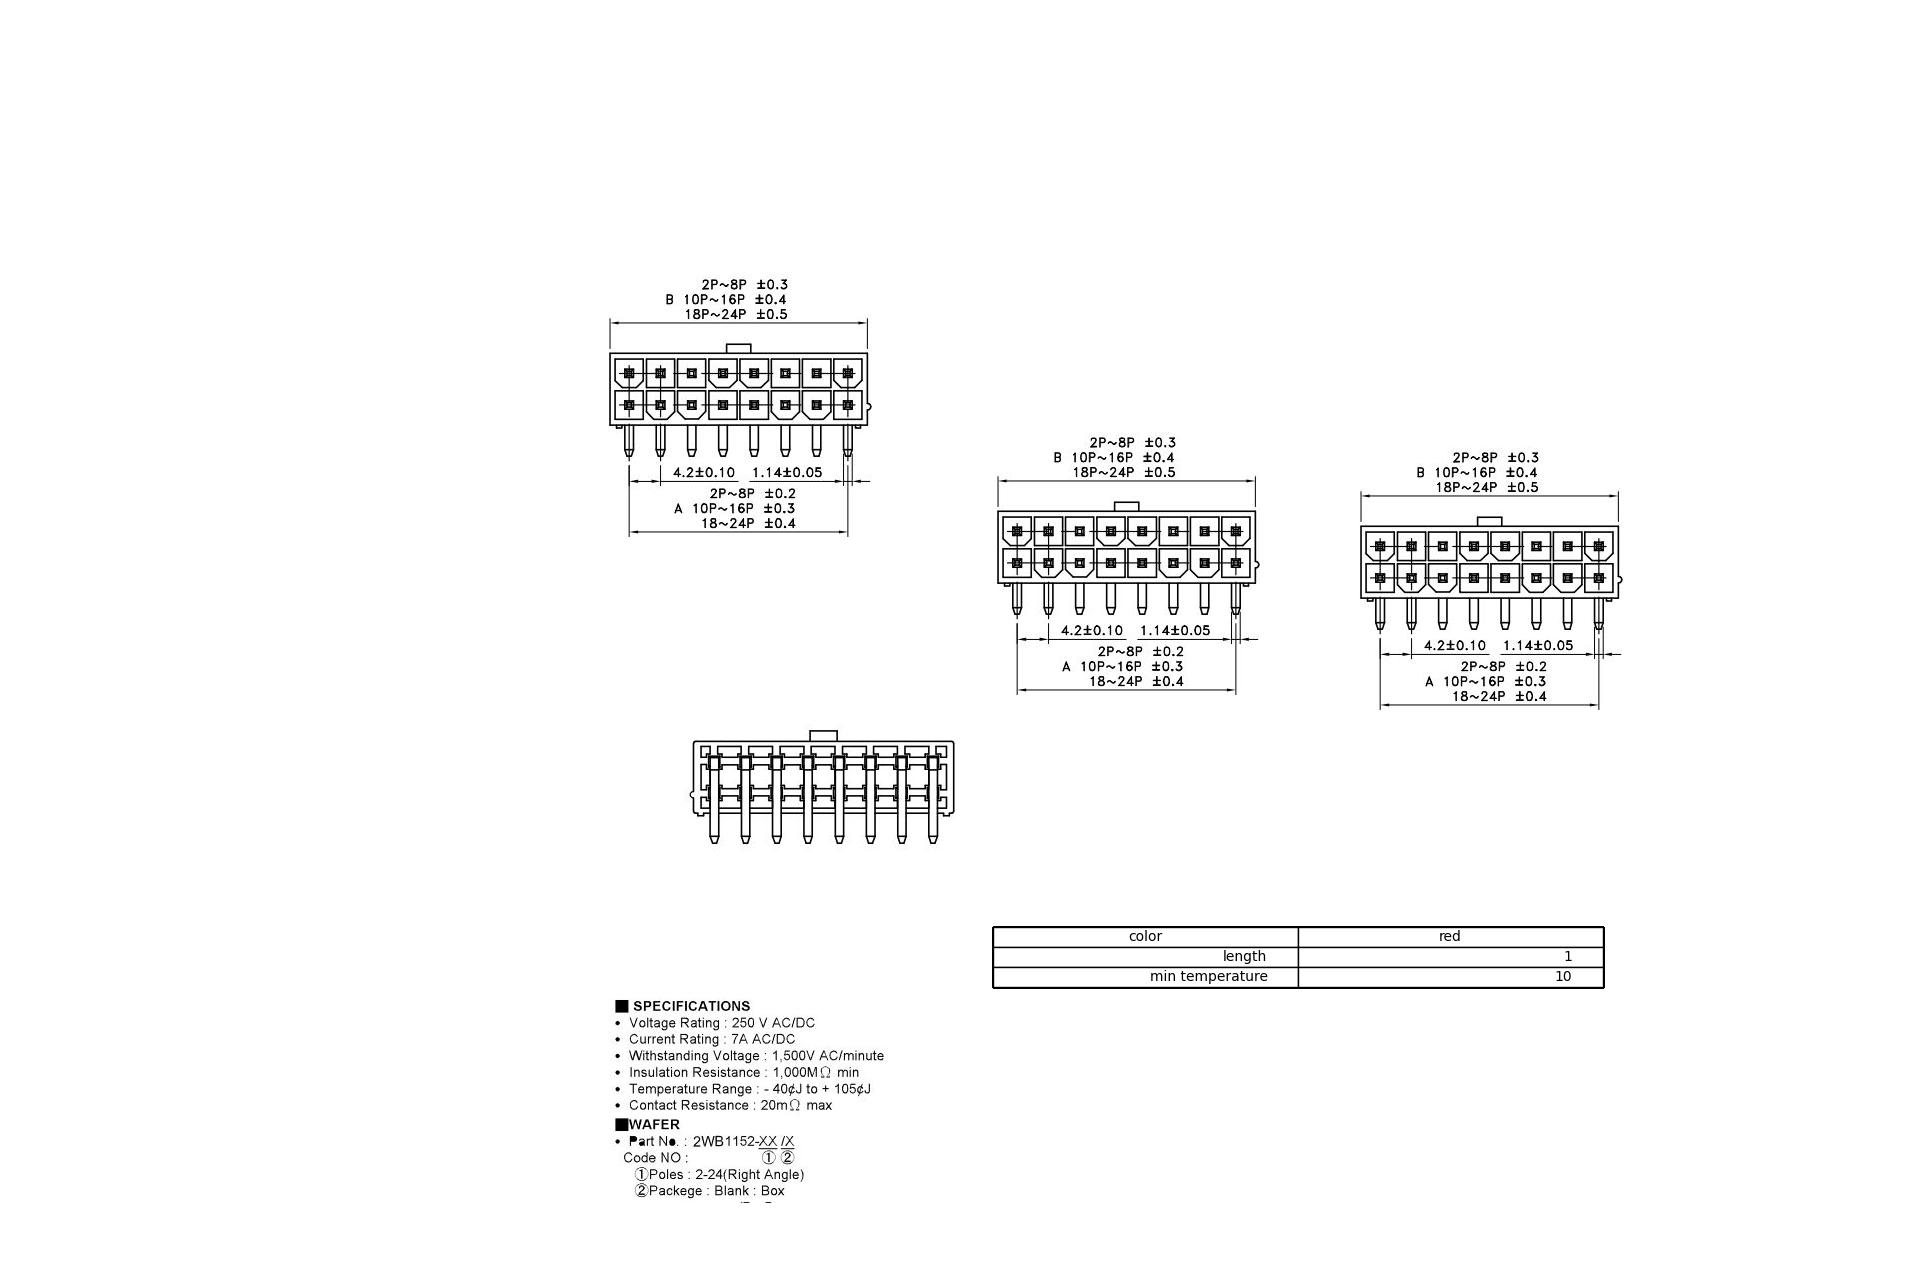 2P~8P ±0.3
B 10P~16P ±0.4
18P~24P ±0.5
4.2±0.10 1.14±0.05
2P~8P ±0.2
A 10P~16P ±0.3
18~24P ±0.4
2P~8P ±0.3
B 10P~16P ±0.4
18P~24P ±0.5
4.2±0.10 1.14±0.05
2P~8P ±0.2
A 10P~16P ±0.3
18~24P ±0.4
2P~8P ±0.3
B 10P~16P ±0.4
18P~24P ±0.5
4.2±0.10 1.14±0.05
2P~8P ±0.2
A 10P~16P ±0.3
18~24P ±0.4
color red
length 1
min temperature 10
■ SPECIFICATIONS
• Voltage Rating : 250 V AC/DC
• Current Rating : 7A AC/DC
• Withstanding Voltage : 1,500V AC/minute
• Insulation Resistance : 1,000MΩ min
• Temperature Range : - 40¢J to + 105¢J
• Contact Resistance : 20mΩ max
■WAFER
• Part No. : 2WB1152-XX /X
Code NO : ① ②
①Poles : 2-24(Right Angle)
②Packege : Blank : Box